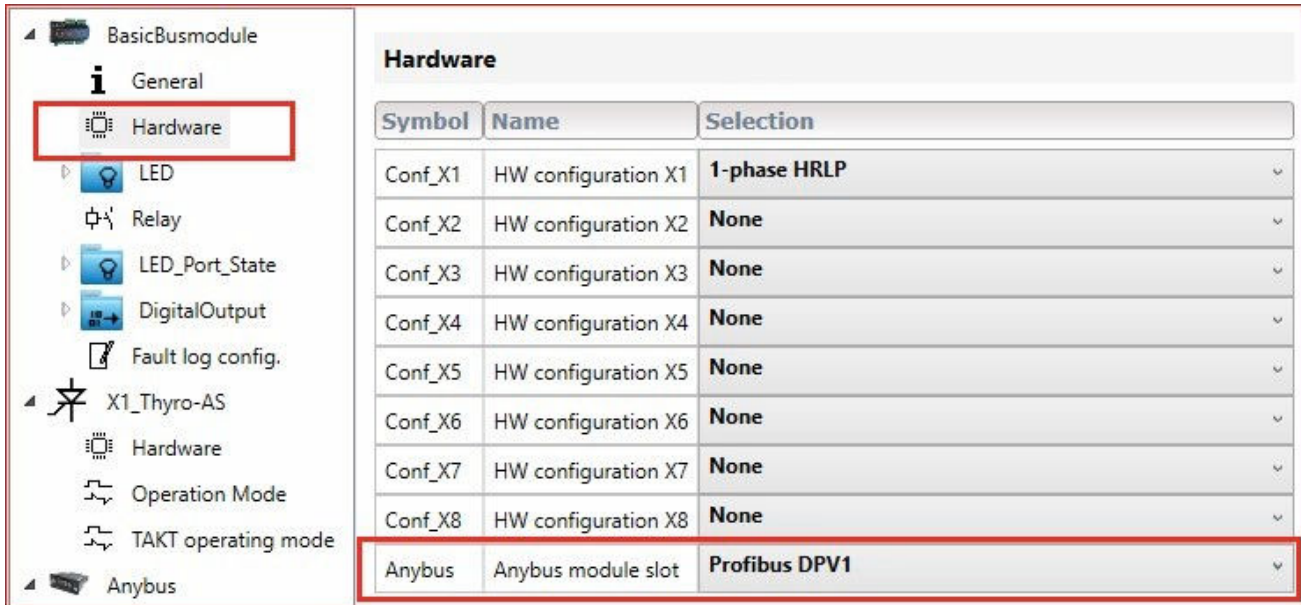 BasicBusmodule
General
Hardware
LED
Relay
LED_Port_State
DigitalOutput
Fault log config.
X1_Thyro-AS
Hardware
Operation Mode
TAKT operating mode
Anybus
Hardware
Symbol Name Selection
Conf_X1 HW configuration X1 1-phase HRLP
Conf_X2 HW configuration X2 None
Conf_X3 HW configuration X3 None
Conf_X4 HW configuration X4 None
Conf_X5 HW configuration X5 None
Conf_X6 HW configuration X6 None
Conf_X7 HW configuration X7 None
Conf_X8 HW configuration X8 None
Anybus Anybus module slot Profibus DPV1